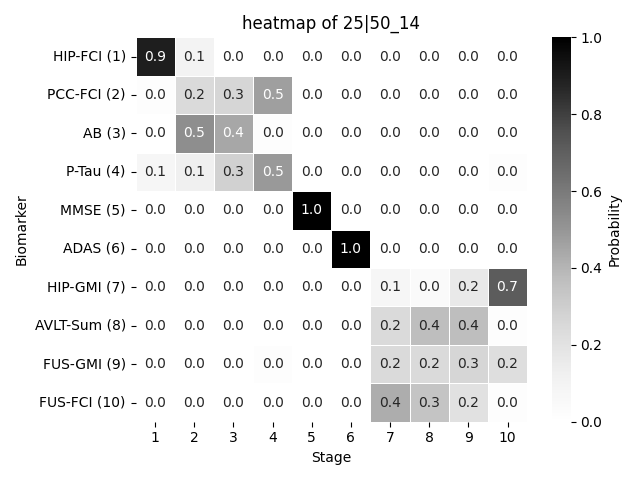 heatmap of 25|50_14
HIP-FCI (1) 0.9 0.1 0.0 0.0 0.0 0.0 0.0 0.0 0.0 0.0
PCC-FCI (2) 0.0 0.2 0.3 0.5 0.0 0.0 0.0 0.0 0.0 0.0
AB (3) 0.0 0.5 0.4 0.0 0.0 0.0 0.0 0.0 0.0 0.0
P-Tau (4) 0.1 0.1 0.3 0.5 0.0 0.0 0.0 0.0 0.0 0.0
MMSE (5) 0.0 0.0 0.0 0.0 1.0 0.0 0.0 0.0 0.0 0.0
ADAS (6) 0.0 0.0 0.0 0.0 0.0 1.0 0.0 0.0 0.0 0.0
HIP-GMI (7) 0.0 0.0 0.0 0.0 0.0 0.0 0.1 0.0 0.2 0.7
AVLT-Sum (8) 0.0 0.0 0.0 0.0 0.0 0.0 0.2 0.4 0.4 0.0
FUS-GMI (9) 0.0 0.0 0.0 0.0 0.0 0.0 0.2 0.2 0.3 0.2
FUS-FCI (10) 0.0 0.0 0.0 0.0 0.0 0.0 0.4 0.3 0.2 0.0
1 2 3 4 5 6 7 8 9 10
Stage
Biomarker
1.0
0.8
0.6
0.4
0.2
0.0
Probability